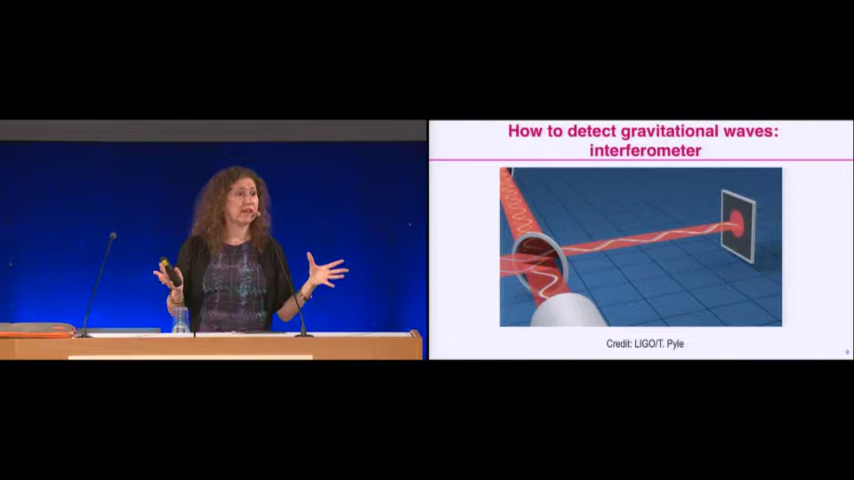 How to detect gravitational waves:
interferometer
Credit: LIGO/T. Pyle